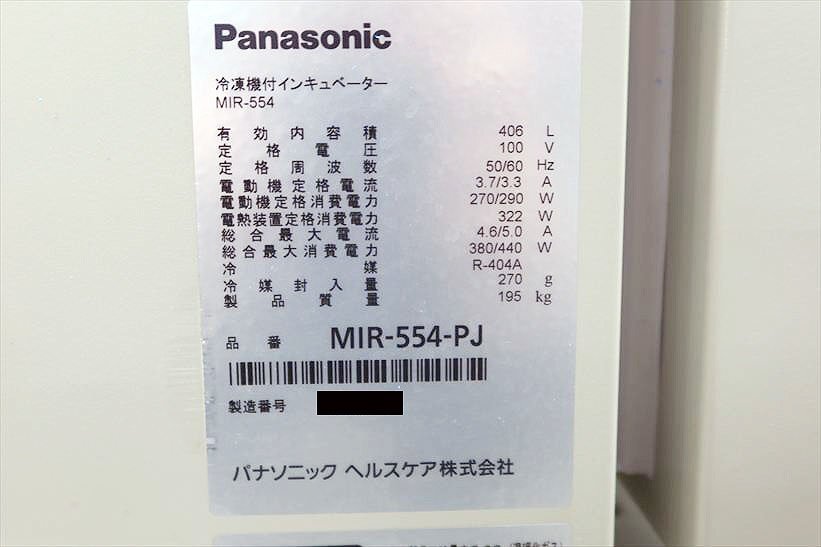 Panasonic
冷凍機付インキュベーター
MIR-554
有効内容積 406 L
定格電圧 100 V
定格周波数 50/60 Hz
電動機定格電流 3.7/3.3 A
電動機定格消費電力 270/290 W
電熱装置定格消費電力 322 W
総合最大電流 4.6/5.0 A
総合最大消費電力 380/440 W
冷媒 R-404A
冷媒封入量 270 g
製品質量 195 kg
品番 MIR-554-PJ
製造番号
パナソニック ヘルスケア株式会社